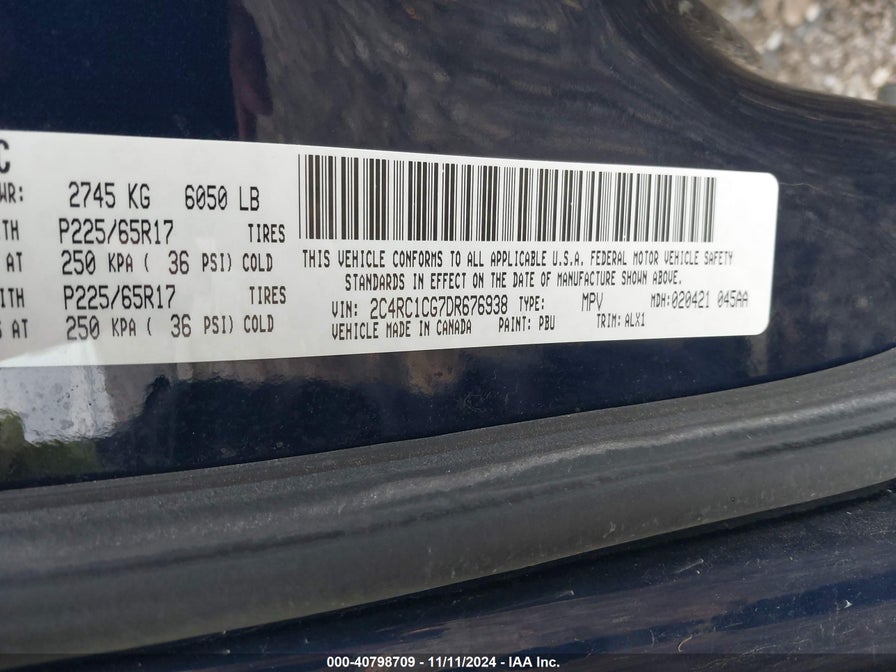 C
WR: 2745 KG 6050 LB
TH P225/65R17 TIRES
AT 250 KPA ( 36 PSI) COLD
ITH P225/65R17 TIRES
S AT 250 KPA ( 36 PSI) COLD
THIS VEHICLE CONFORMS TO ALL APPLICABLE U.S.A. FEDERAL MOTOR VEHICLE SAFETY
STANDARDS IN EFFECT ON THE DATE OF MANUFACTURE SHOWN ABOVE.
VIN: 2C4RC1CG7DR676938 TYPE: MPV MDH:020421 045AA
VEHICLE MADE IN CANADA PAINT: PBU TRIM: ALX1
000-40798709 - 11/11/2024 - IAA Inc.